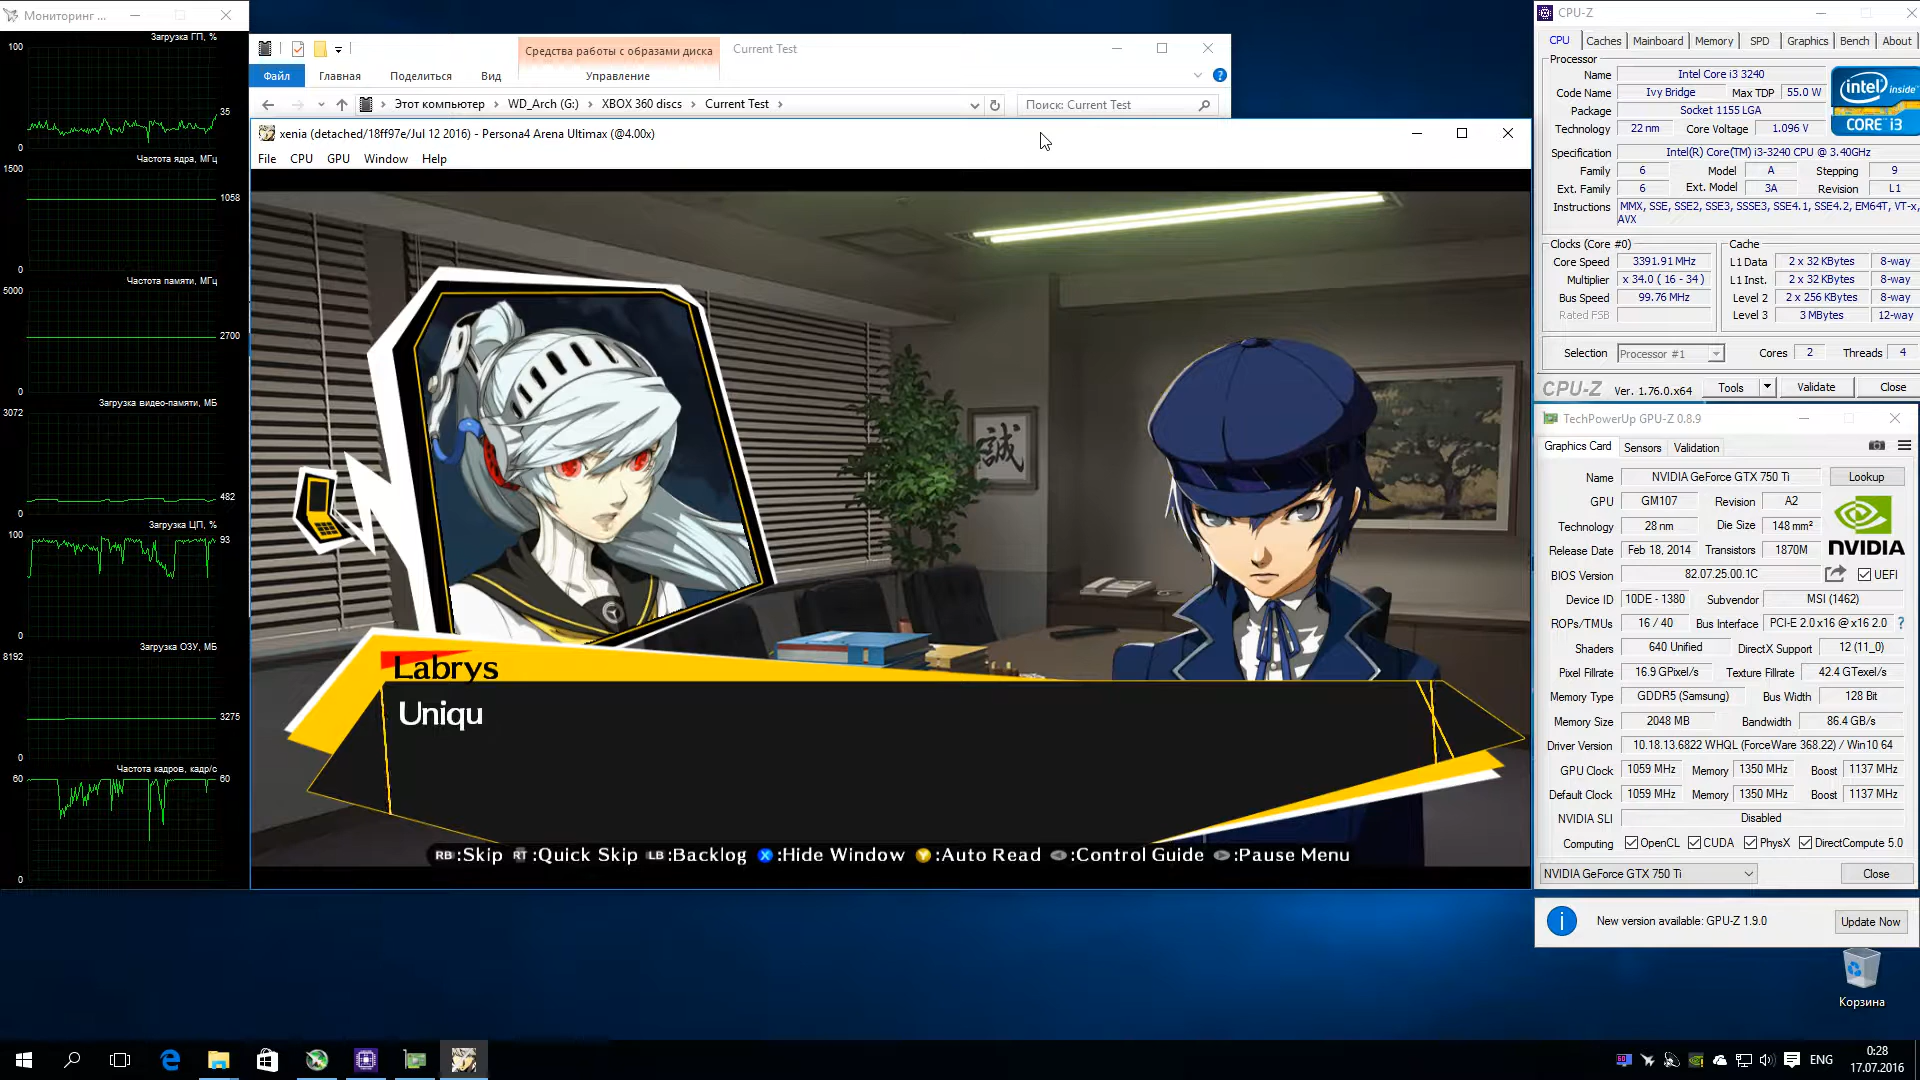 Мониторинг ...
Загрузка ГП, %
100
35
0
Частота ядра, МГц
1500
1058
0
Частота памяти, МГц
5000
2700
0
Загрузка видео-памяти, МБ
3072
482
0
Загрузка ЦП, %
100
93
0
Загрузка ОЗУ, МБ
8192
3275
0
Частота кадров, кадр/с
60
60
0
Средства работы с образами диска
Current Test
Файл
Главная
Поделиться
Вид
Управление
Этот компьютер
WD_Arch (G:)
XBOX 360 discs
Current Test
Поиск: Current Test
xenia (detached/18ff97e/Jul 12 2016) - Persona4 Arena Ultimax (@4.00x)
File CPU GPU Window Help
誠
Labrys
Uniqu
RB:Skip RT:Quick Skip LB:Backlog X:Hide Window Y:Auto Read :Control Guide :Pause Menu
CPU-Z
CPU Caches Mainboard Memory SPD Graphics Bench About
Processor
Name Intel Core i3 3240
Code Name Ivy Bridge Max TDP 55.0 W
Package Socket 1155 LGA
Technology 22 nm Core Voltage 1.096 V
intel inside
CORE i3
Specification Intel(R) Core(TM) i3-3240 CPU @ 3.40GHz
Family 6 Model A Stepping 9
Ext. Family 6 Ext. Model 3A Revision L1
Instructions MMX, SSE, SSE2, SSE3, SSSE3, SSE4.1, SSE4.2, EM64T, VT-x,
AVX
Clocks (Core #0)
Core Speed 3391.91 MHz
Multiplier x 34.0 ( 16 - 34 )
Bus Speed 99.76 MHz
Rated FSB
Cache
L1 Data 2 x 32 KBytes 8-way
L1 Inst. 2 x 32 KBytes 8-way
Level 2 2 x 256 KBytes 8-way
Level 3 3 MBytes 12-way
Selection Processor #1 Cores 2 Threads 4
CPU-Z Ver. 1.76.0.x64 Tools Validate Close
TechPowerUp GPU-Z 0.8.9
Graphics Card Sensors Validation
Name NVIDIA GeForce GTX 750 Ti Lookup
GPU GM107 Revision A2
Technology 28 nm Die Size 148 mm²
Release Date Feb 18, 2014 Transistors 1870M
NVIDIA
BIOS Version 82.07.25.00.1C UEFI
Device ID 10DE - 1380 Subvendor MSI (1462)
ROPs/TMUs 16 / 40 Bus Interface PCI-E 2.0 x16 @ x16 2.0 ?
Shaders 640 Unified DirectX Support 12 (11_0)
Pixel Fillrate 16.9 GPixel/s Texture Fillrate 42.4 GTexel/s
Memory Type GDDR5 (Samsung) Bus Width 128 Bit
Memory Size 2048 MB Bandwidth 86.4 GB/s
Driver Version 10.18.13.6822 WHQL (ForceWare 368.22) / Win10 64
GPU Clock 1059 MHz Memory 1350 MHz Boost 1137 MHz
Default Clock 1059 MHz Memory 1350 MHz Boost 1137 MHz
NVIDIA SLI Disabled
Computing OpenCL CUDA PhysX DirectCompute 5.0
NVIDIA GeForce GTX 750 Ti Close
New version available: GPU-Z 1.9.0 Update Now
Корзина
60
ENG
0:28
17.07.2016